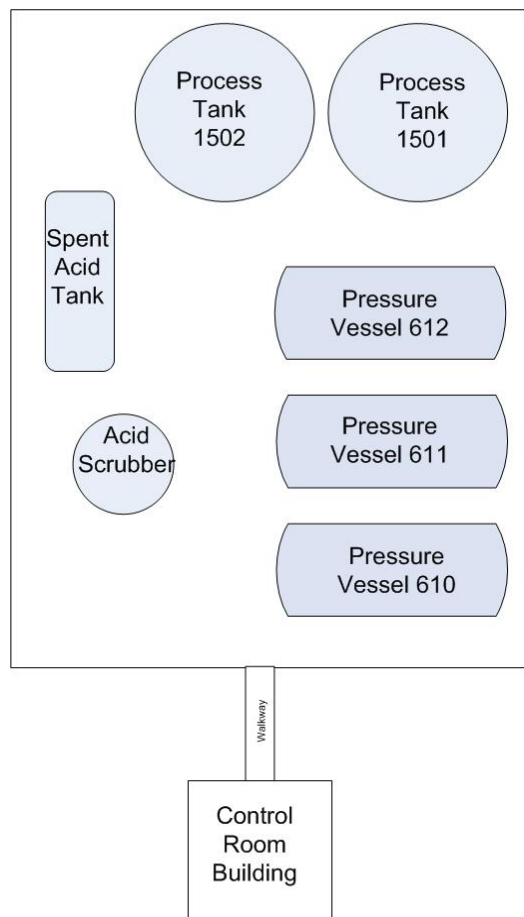 Process
Tank
1502
Process
Tank
1501
Spent
Acid
Tank
Pressure
Vessel 612
Pressure
Vessel 611
Acid
Scrubber
Pressure
Vessel 610
Walkway
Control
Room
Building